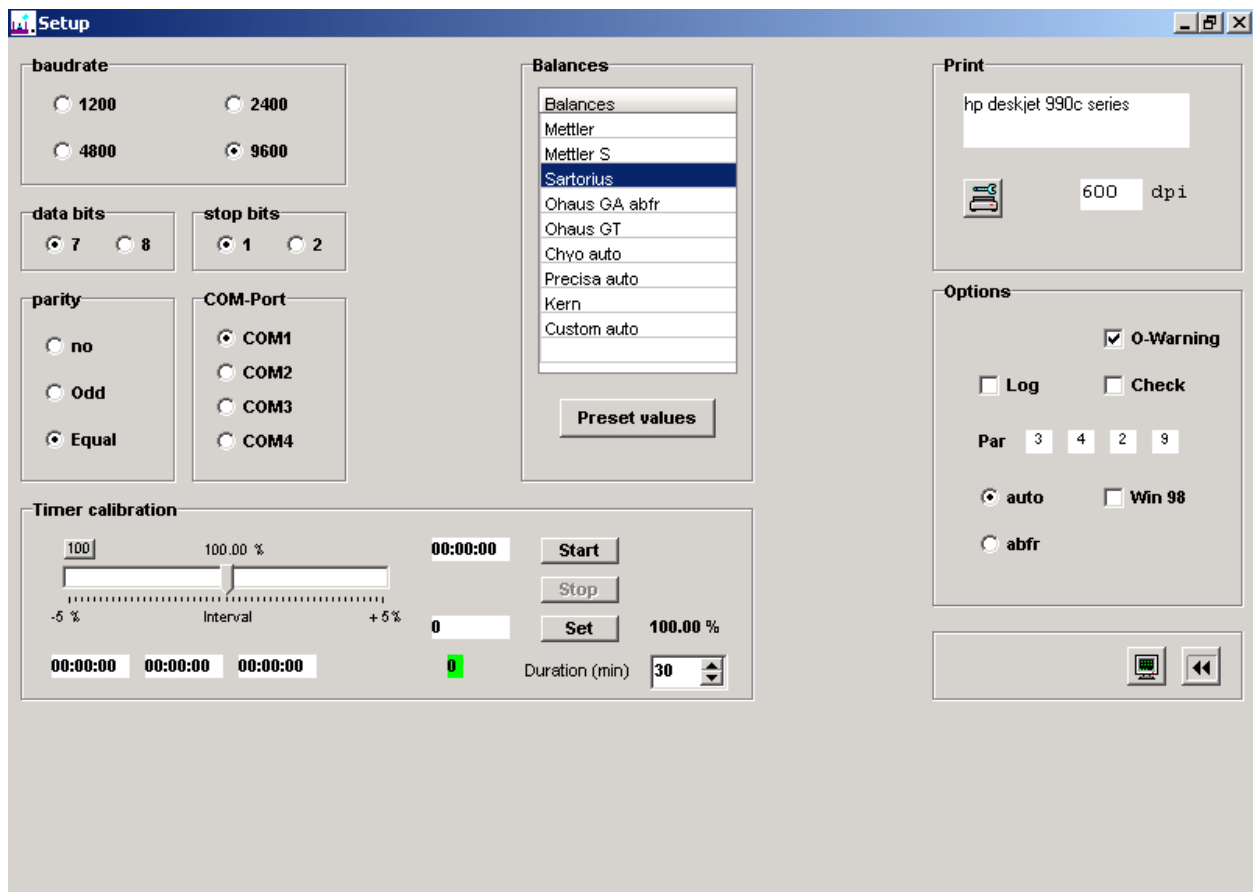 Setup
baudrate
1200 2400
4800 9600
data bits
7 8
stop bits
1 2
parity
no
Odd
Equal
COM-Port
COM1
COM2
COM3
COM4
Balances
Balances
Mettler
Mettler S
Sartorius
Ohaus GA abfr
Ohaus GT
Chyo auto
Precisa auto
Kern
Custom auto
Preset values
Print
hp deskjet 990c series
600 dpi
Options
0-Warning
Log Check
Par 3 4 2 9
auto Win 98
abfr
Timer calibration
100 100.00 % 00:00:00 Start
Stop
-5 % Interval +5%
0 Set 100.00 %
00:00:00 00:00:00 00:00:00 0 Duration (min) 30